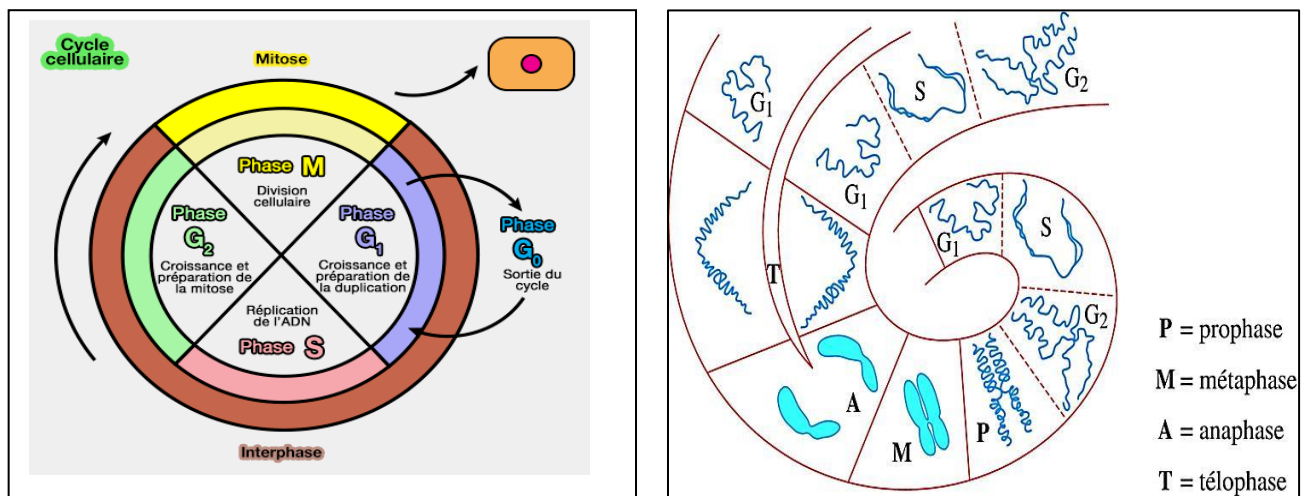 Cycle
cellulaire
Mitose
Phase M
Division
cellulaire
Phase
G2
Croissance et
préparation de
la mitose
Phase
G1
Croissance et
préparation de
la duplication
Phase
G0
Sortie du
cycle
Réplication
de l'ADN
Phase S
Interphase
G1
S
G2
G1
T
G1
S
G2
A
M
P
P = prophase
M = métaphase
A = anaphase
T = télophase